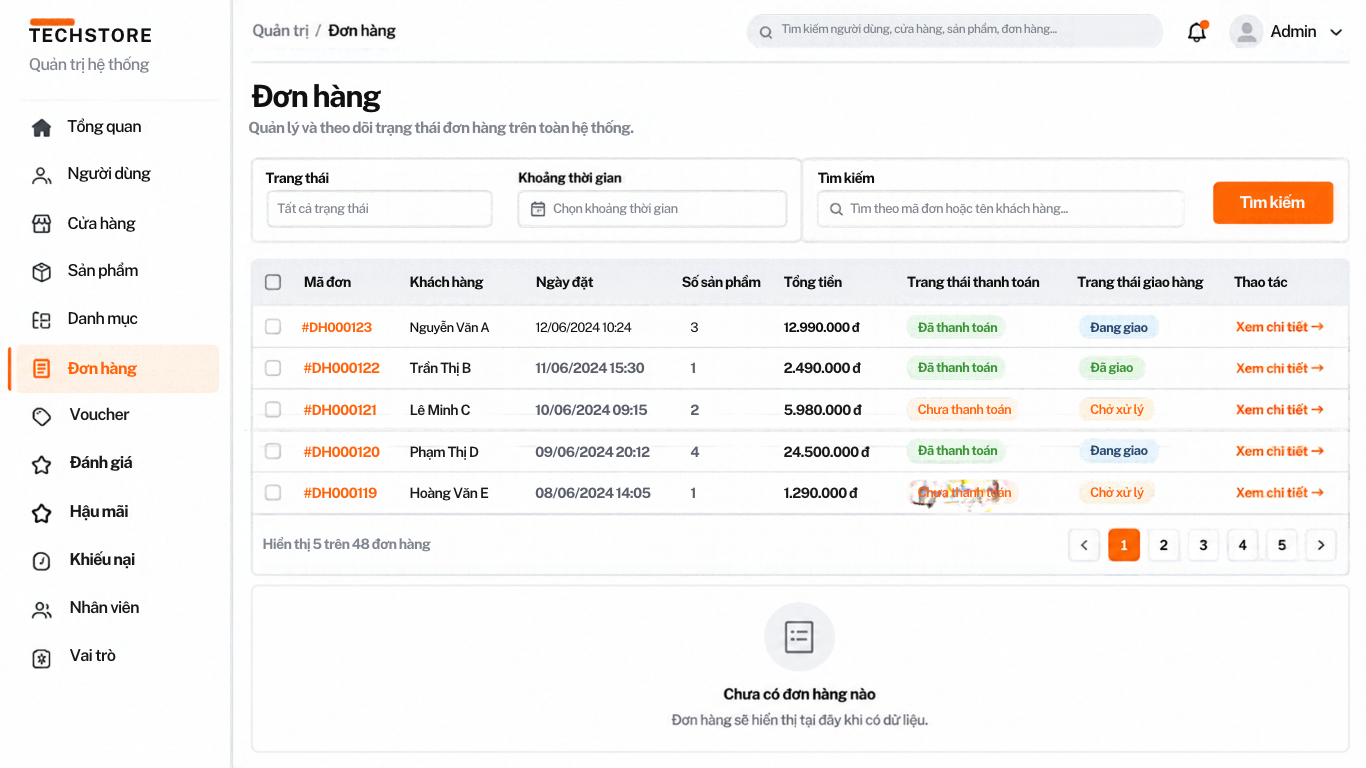 TECHSTORE
Quản trị hệ thống
Tổng quan
Người dùng
Cửa hàng
Sản phẩm
Danh mục
Đơn hàng
Voucher
Đánh giá
Hậu mãi
Khiếu nại
Nhân viên
Vai trò
Quản trị / Đơn hàng
Tìm kiếm người dùng, cửa hàng, sản phẩm, đơn hàng...
Admin
Đơn hàng
Quản lý và theo dõi trạng thái đơn hàng trên toàn hệ thống.
Trang thái
Tất cả trạng thái
Khoảng thời gian
Chọn khoảng thời gian
Tìm kiếm
Tìm theo mã đơn hoặc tên khách hàng...
Tìm kiếm
Mã đơn Khách hàng Ngày đặt Số sản phẩm Tổng tiền Trang thái thanh toán Trang thái giao hàng Thao tác
#DH000123 Nguyễn Văn A 12/06/2024 10:24 3 12.990.000 đ Đã thanh toán Đang giao Xem chi tiết →
#DH000122 Trần Thị B 11/06/2024 15:30 1 2.490.000 đ Đã thanh toán Đã giao Xem chi tiết →
#DH000121 Lê Minh C 10/06/2024 09:15 2 5.980.000 đ Chưa thanh toán Chờ xử lý Xem chi tiết →
#DH000120 Phạm Thị D 09/06/2024 20:12 4 24.500.000 đ Đã thanh toán Đang giao Xem chi tiết →
#DH000119 Hoàng Văn E 08/06/2024 14:05 1 1.290.000 đ Chưa thanh toán Chờ xử lý Xem chi tiết →
Hiển thị 5 trên 48 đơn hàng
1 2 3 4 5
Chưa có đơn hàng nào
Đơn hàng sẽ hiển thị tại đây khi có dữ liệu.